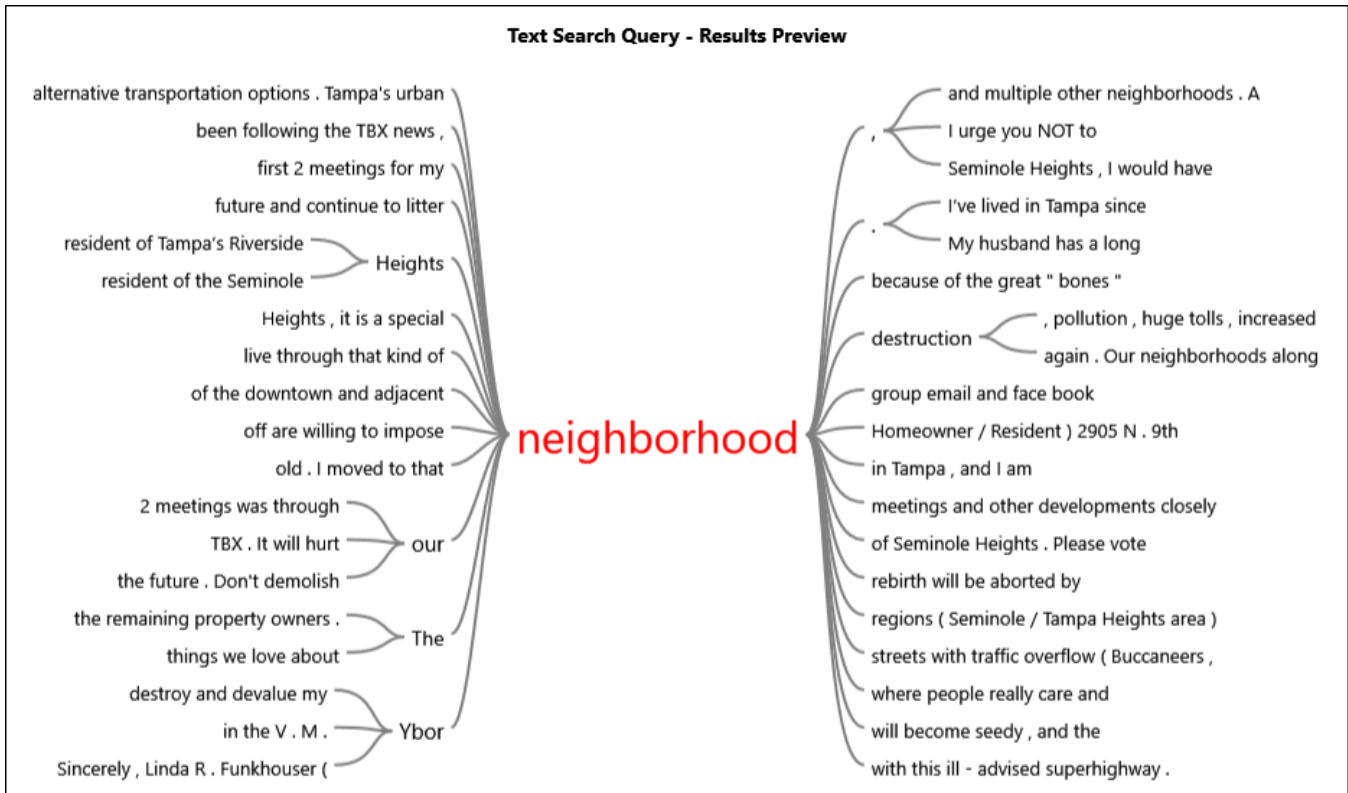 Text Search Query - Results Preview
alternative transportation options . Tampa's urban
been following the TBX news ,
first 2 meetings for my
future and continue to litter
resident of Tampa's Riverside
resident of the Seminole
Heights
Heights , it is a special
live through that kind of
of the downtown and adjacent
off are willing to impose
old . I moved to that
2 meetings was through
TBX . It will hurt
the future . Don't demolish
our
the remaining property owners .
things we love about
The
destroy and devalue my
in the V . M .
Sincerely , Linda R . Funkhouser (
Ybor
neighborhood
,
and multiple other neighborhoods . A
I urge you NOT to
Seminole Heights , I would have
.
I've lived in Tampa since
My husband has a long
because of the great " bones "
destruction
, pollution , huge tolls , increased
again . Our neighborhoods along
group email and face book
Homeowner / Resident ) 2905 N . 9th
in Tampa , and I am
meetings and other developments closely
of Seminole Heights . Please vote
rebirth will be aborted by
regions ( Seminole / Tampa Heights area )
streets with traffic overflow ( Buccaneers ,
where people really care and
will become seedy , and the
with this ill - advised superhighway .